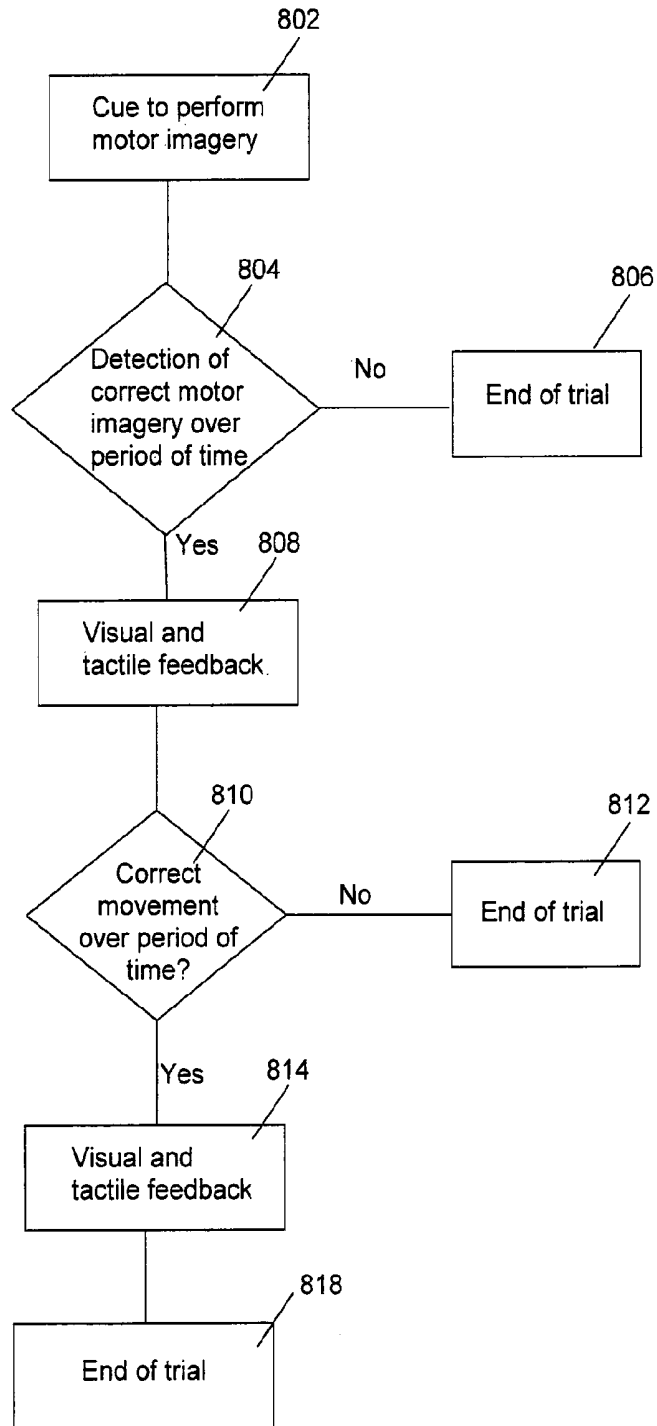 802
Cue to perform
motor imagery
804
Detection of
correct motor
imagery over
period of time
No
806
End of trial
Yes
808
Visual and
tactile feedback
810
Correct
movement
over period of
time?
No
812
End of trial
Yes
814
Visual and
tactile feedback
818
End of trial